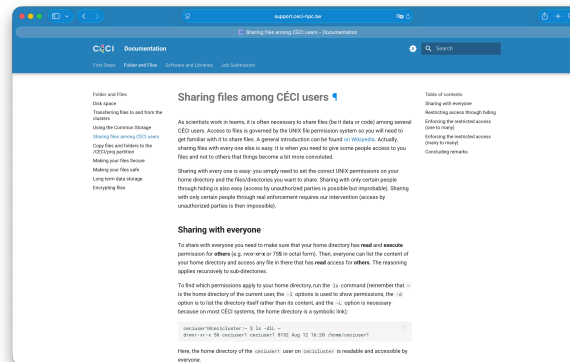 support.ceci-hpc.be
Sharing files among CÉCI users – Documentation
CÉCI Documentation
Search
First Steps Folder and Files Software and Libraries Job Submission
Folder and Files
Disk space
Transferring files to and from the
clusters
Using the Common Storage
Sharing files among CÉCI users
Copy files and folders to the
/CECI/proj partition
Making your files Secure
Making your files safe
Long term data storage
Encrypting files
Sharing files among CÉCI users ¶
As scientists work in teams, it is often necessary to share files (be it data or code) among several
CÉCI users. Access to files is governed by the UNIX file permission system so you will need to
get familiar with it to share files. A general introduction can be found on Wikipedia. Actually,
sharing files with every one else is easy. It is when you need to give some people access to you
files and not to others that things become a bit more convoluted.
Sharing with every one is easy: you simply need to set the correct UNIX permissions on your
home directory and the files/directories you want to share. Sharing with only certain people
through hiding is also easy (access by unauthorized parties is possible but improbable). Sharing
with only certain people through real enforcement requires our intervention (access by
unauthorized parties is then impossible).
Sharing with everyone
To share with everyone you need to make sure that your home directory has read and execute
permission for others (e.g. rwxr-xr-x or 755 in octal form). Then, everyone can list the content of
your home directory and access any file in there that has read access for others. The reasoning
applies recursively to sub-directories.
To find which permissions apply to your home directory, run the ls command (remember that ~
is the home directory of the current user, the -l options is used to show permissions, the -d
option is to list the directory itself rather than its content, and the -L option is necessary
because on most CÉCI systems, the home directory is a symbolic link):
ceciuser1@cecicluster:~ $ ls -dlL ~
drwxr-xr-x 56 ceciuser1 ceciuser1 8192 Aug 12 16:20 /home/ceciuser1
Here, the home directory of the ceciuser1 user on cecicluster is readable and accessible by
everyone.
Table of contents
Sharing with everyone
Restricting access through hiding
Enforcing the restricted access
(one to many)
Enforcing the restricted access
(many to many)
Concluding remarks